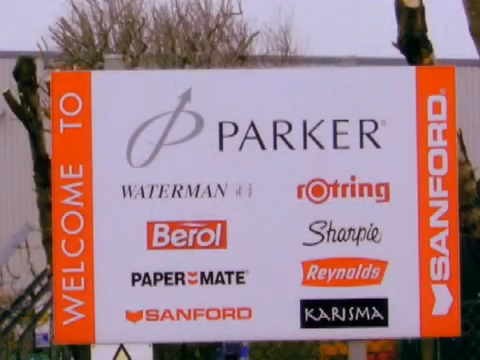 WELCOME TO
PARKER
WATERMAN
rotring
Berol
Sharpie
PAPER MATE
Reynolds
SANFORD
KARISMA
SANFORD